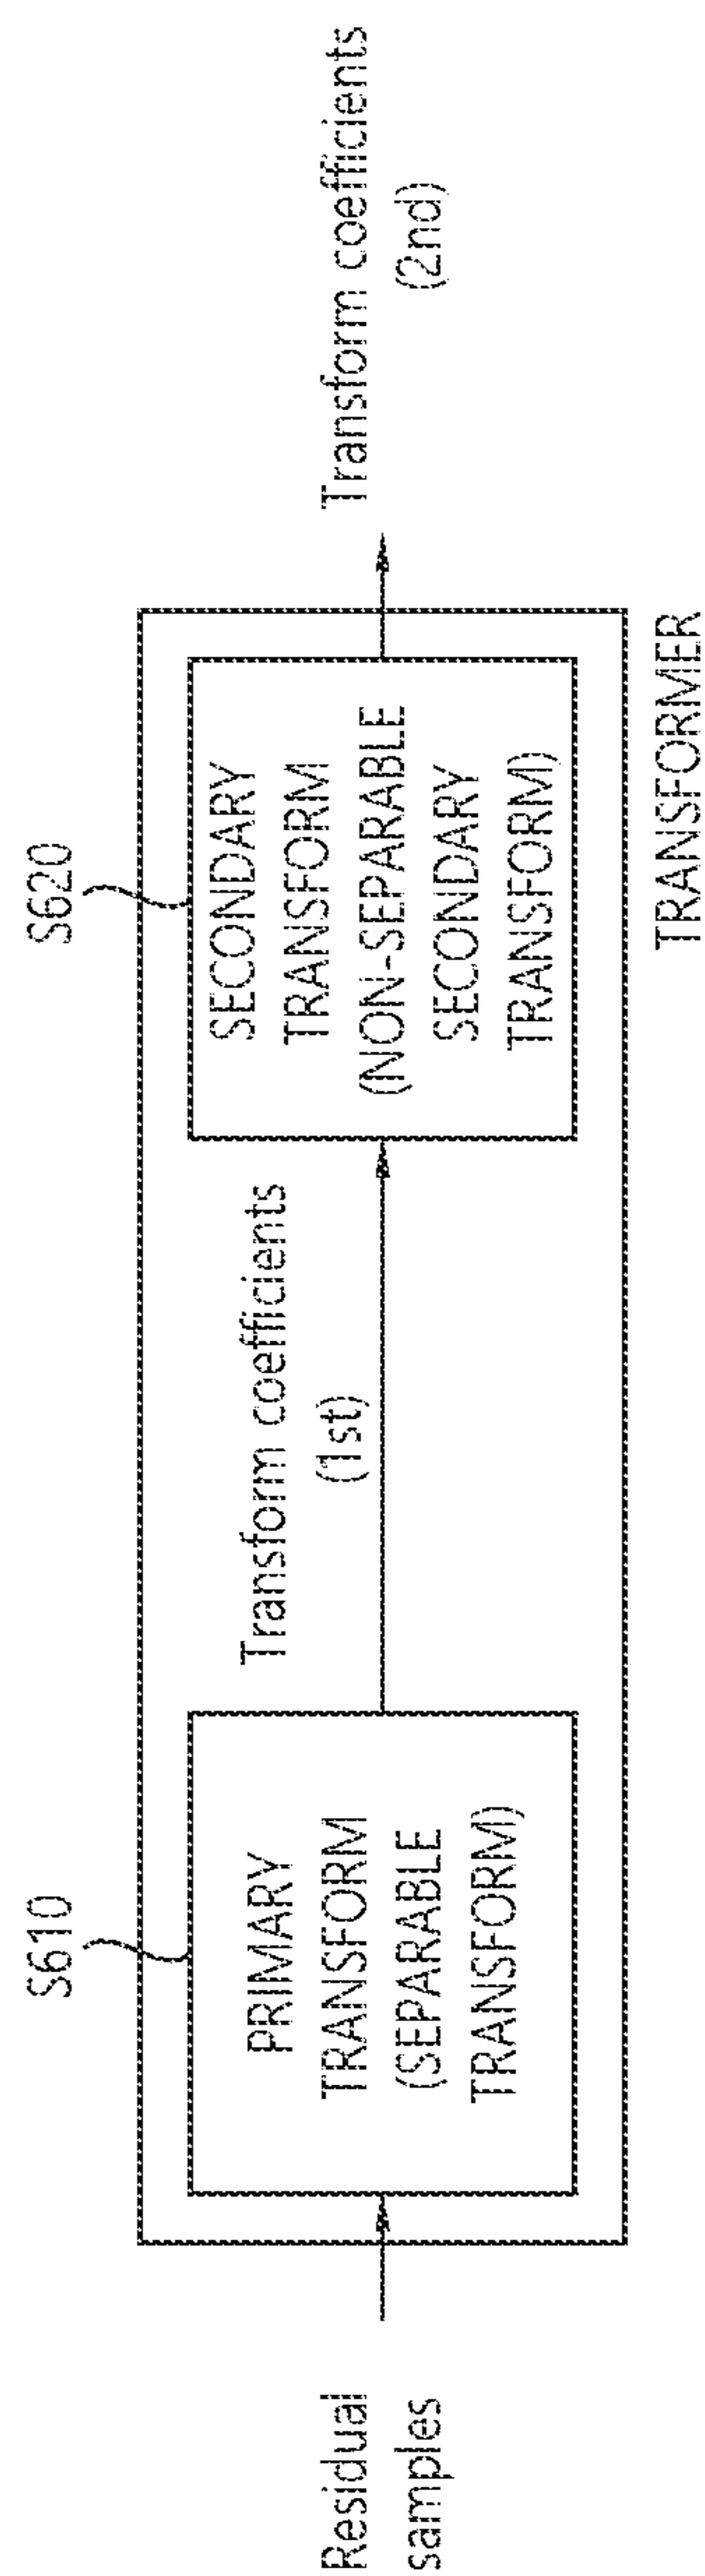 Residual
samples
S610
PRIMARY
TRANSFORM
(SEPARABLE
TRANSFORM)
Transform coefficients
(1st)
S620
SECONDARY
TRANSFORM
(NON-SEPARABLE
SECONDARY
TRANSFORM)
TRANSFORMER
Transform coefficients
(2nd)